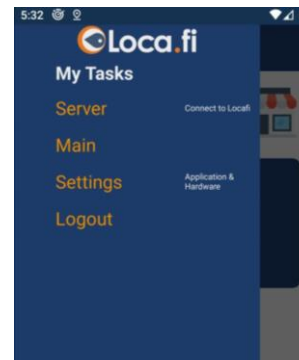 5:32
Loca.fi
My Tasks
Server
Connect to Locafi
Main
Settings
Application &
Hardware
Logout